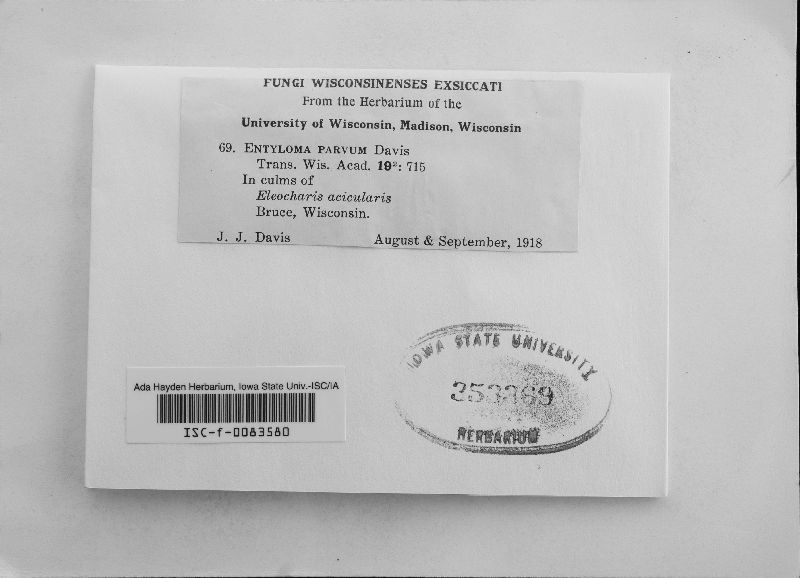 FUNGI WISCONSINENSES EXSICCATI
From the Herbarium of the
University of Wisconsin, Madison, Wisconsin
69. ENTYLOMA PARVUM Davis
Trans. Wis. Acad. 19²: 715
In culms of
Eleocharis acicularis
Bruce, Wisconsin.
J. J. Davis August & September, 1918
Ada Hayden Herbarium, Iowa State Univ.-ISC/IA
ISC-f-0083580
IOWA STATE UNIVERSITY
HERBARIUM